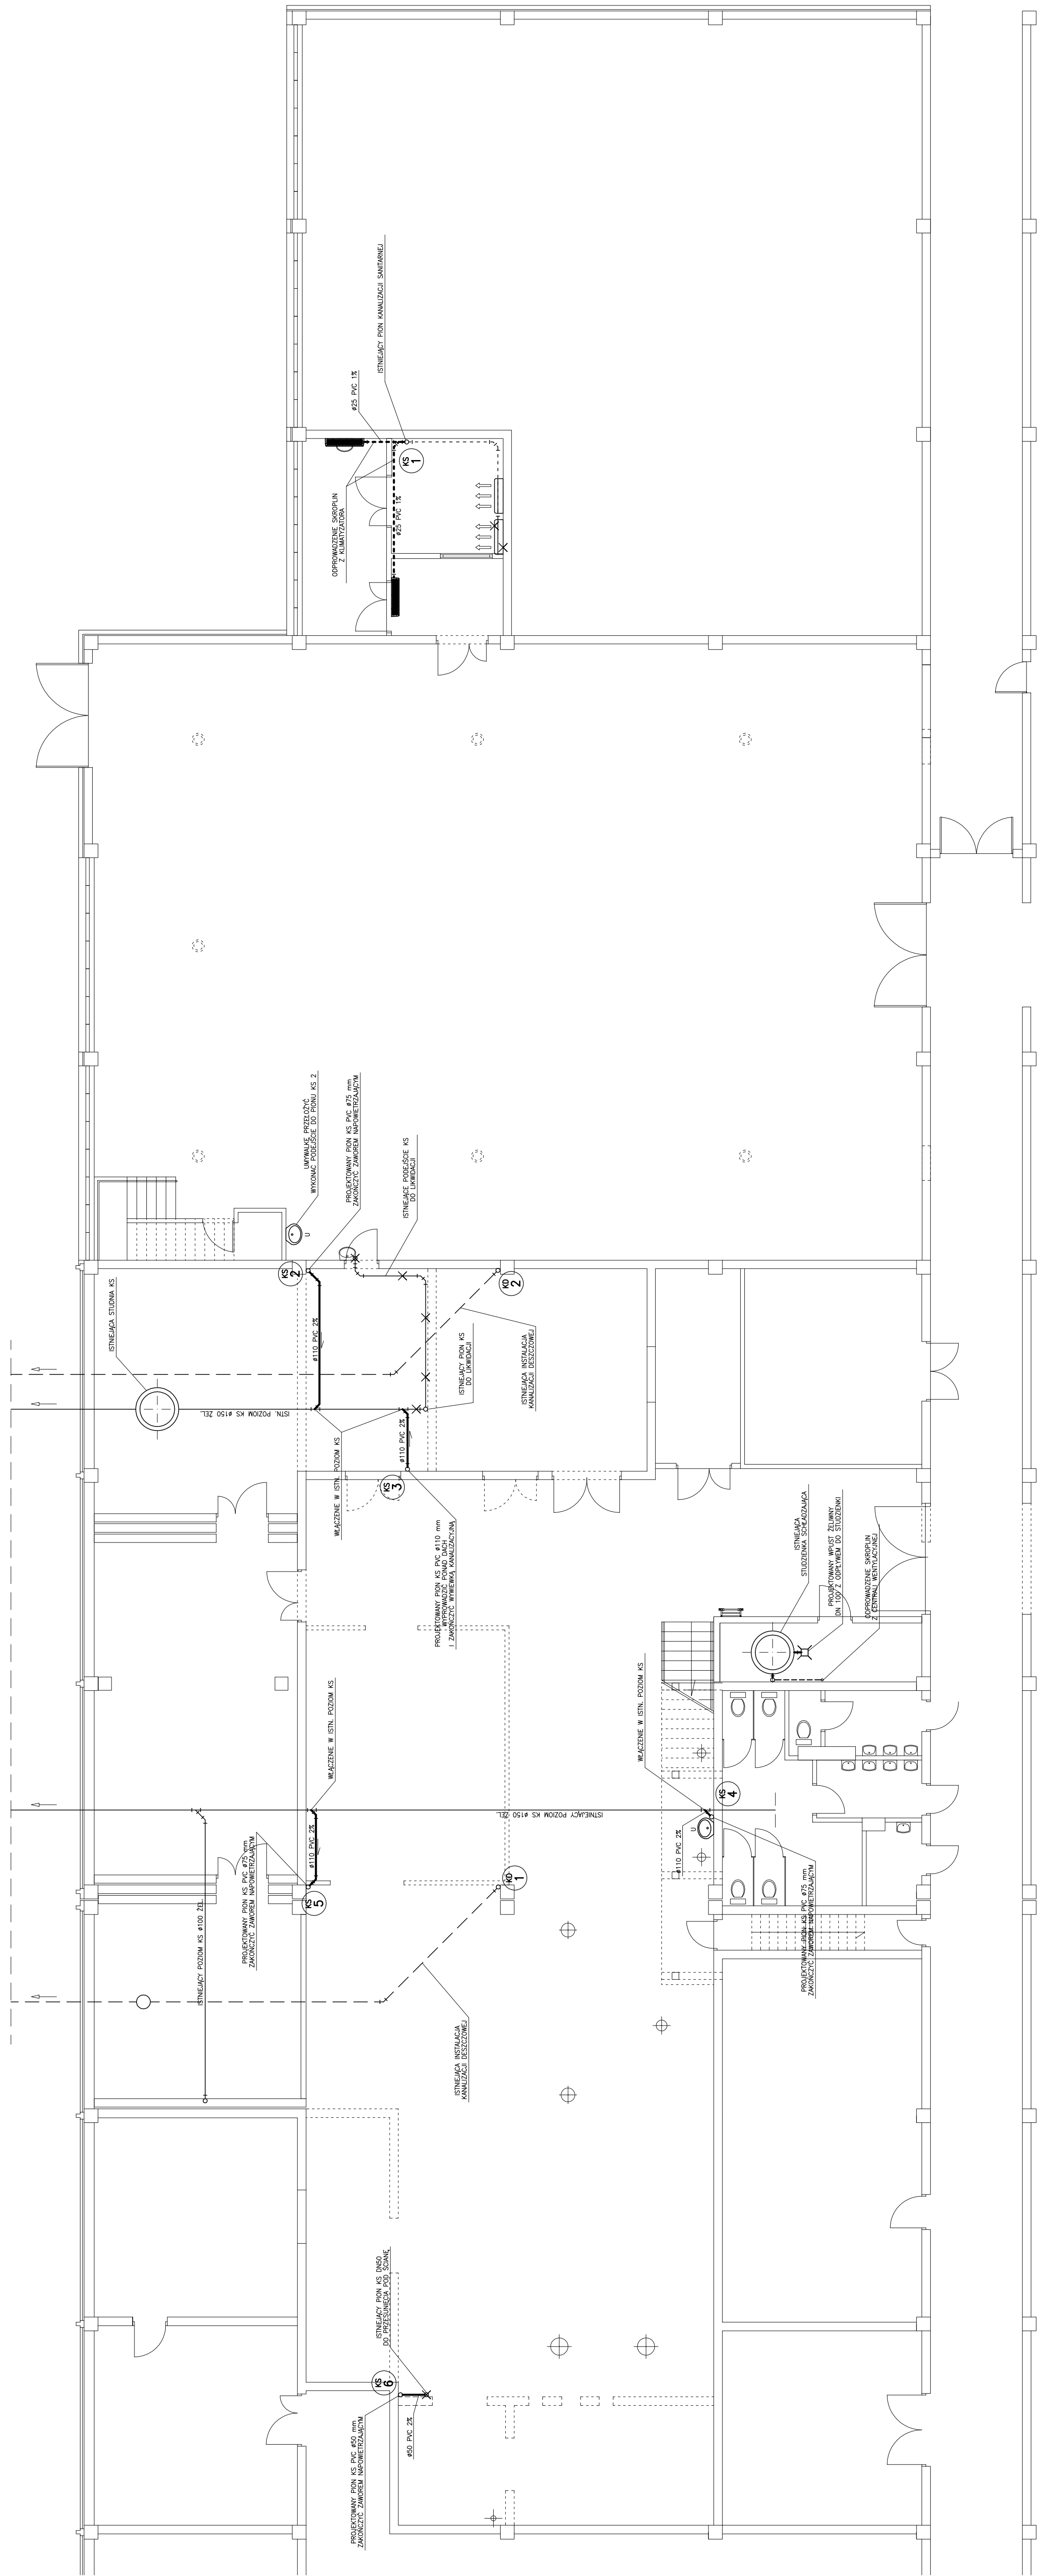 ISTNIEJĄCY PION KANALIZACJI SANITARNEJ
ø25 PVC 1%
ODPROWADZENIE SKROPLIN
Z KLIMATYZATORA
ø25 PVC 1%
KS
1
UMYWALKĘ PRZEŁOŻYĆ
WYKONAĆ PODEJŚCIE DO PIONU KS 2
U
PROJEKTOWANY PION KS PVC ø75 mm
ZAKOŃCZYĆ ZAWOREM NAPOWIETRZAJĄCYM
ISTNIEJĄCE PODEJŚCIE KS
DO LIKWIDACJI
KS
2
KD
2
ISTNIEJĄCA STUDNIA KS
ø110 PVC 2%
ISTN. POZIOM KS ø150 ŻEL.
ISTNIEJĄCY PION KS
DO LIKWIDACJI
ISTNIEJĄCA INSTALACJA
KANALIZACJI DESZCZOWEJ
ø110 PVC 2%
WŁĄCZENIE W ISTN. POZIOM KS
KS
3
PROJEKTOWANY PION KS PVC ø110 mm
WYPROWADZIĆ PONAD DACH
I ZAKOŃCZYĆ WYWIEWKĄ KANALIZACYJNĄ
ISTNIEJĄCA
STUDZIENKA SCHŁADZAJĄCA
PROJEKTOWANY WPUST ŻELIWNY
DN 100 Z ODPŁYWEM DO STUDZIENKI
ODPROWADZENIE SKROPLIN
Z CENTRALI WENTYLACYJNEJ
WŁĄCZENIE W ISTN. POZIOM KS
WŁĄCZENIE W ISTN. POZIOM KS
KS
4
U
ø110 PVC 2%
ISTNIEJĄCY POZIOM KS ø150 ŻEL.
ø110 PVC 2%
PROJEKTOWANY PION KS PVC ø75 mm
ZAKOŃCZYĆ ZAWOREM NAPOWIETRZAJĄCYM
KS
5
KD
1
ISTNIEJĄCY POZIOM KS ø100 ŻEL.
PROJEKTOWANY PION KS PVC ø75 mm
ZAKOŃCZYĆ ZAWOREM NAPOWIETRZAJĄCYM
ISTNIEJĄCA INSTALACJA
KANALIZACJI DESZCZOWEJ
ISTNIEJĄCY PION KS DN50
DO PRZESUNIĘCIA POD ŚCIANĘ
KS
6
ø50 PVC 2%
PROJEKTOWANY PION KS PVC ø50 mm
ZAKOŃCZYĆ ZAWOREM NAPOWIETRZAJĄCYM